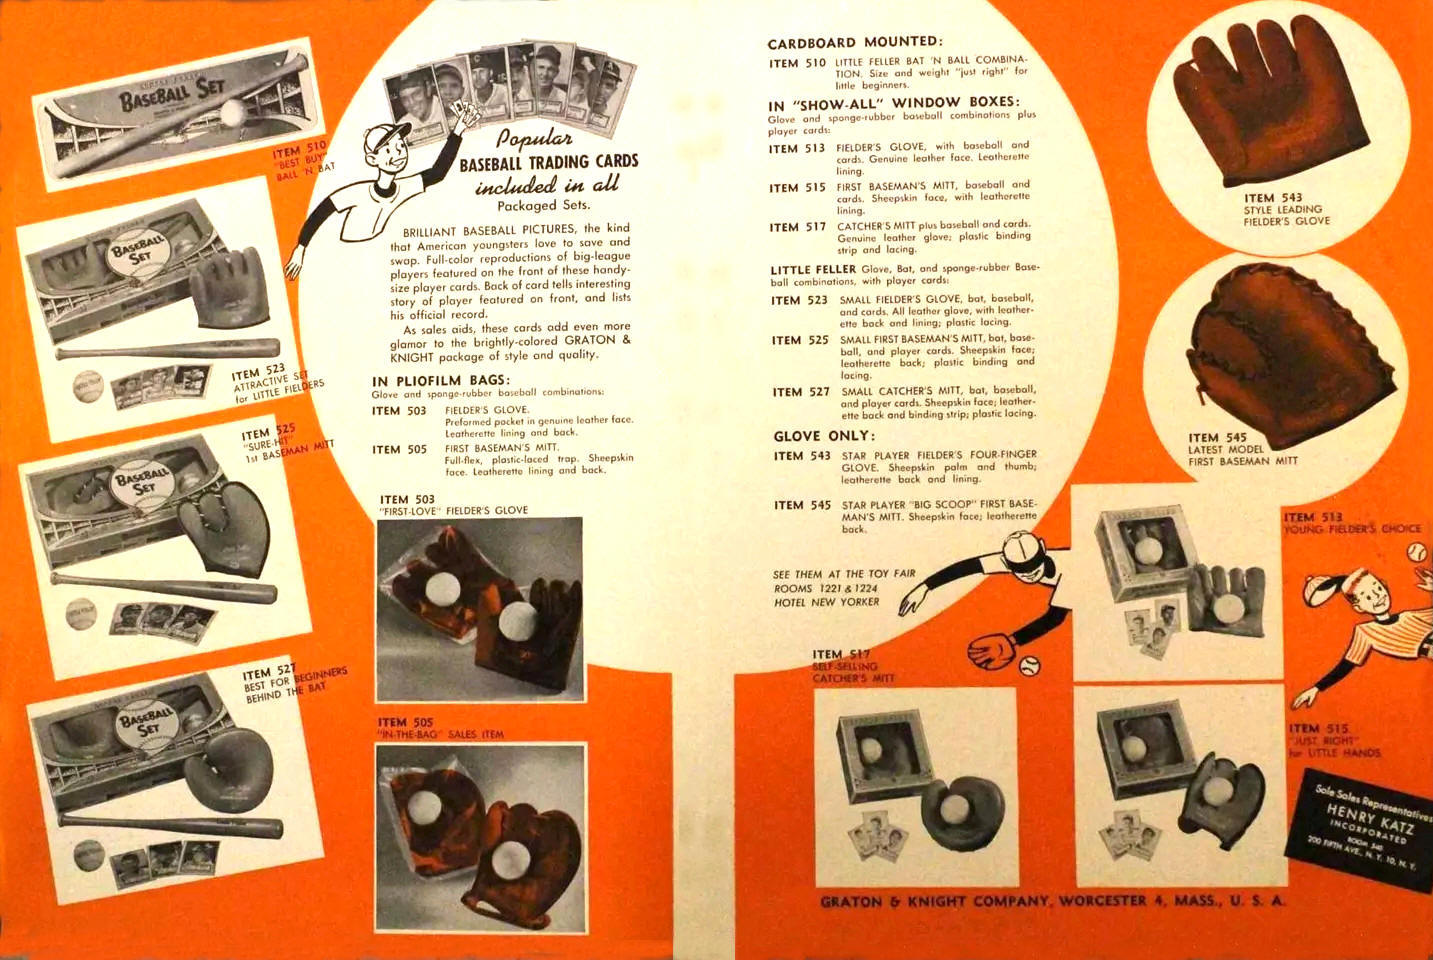 BASEBALL SET
ITEM 510
"BEST BUY"
BALL 'N BAT
BASEBALL
SET
ITEM 523
ATTRACTIVE SET
for LITTLE FIELDERS
BASEBALL
SET
ITEM 525
"SURE-HIT"
1st BASEMAN MITT
BASEBALL
SET
ITEM 527
BEST FOR BEGINNERS
BEHIND THE BAT
Popular
BASEBALL TRADING CARDS
included in all
Packaged Sets.
BRILLIANT BASEBALL PICTURES, the kind
that American youngsters love to save and
swap. Full-color reproductions of big-league
players featured on the front of these handy-
size player cards. Back of card tells interesting
story of player featured on front, and lists
his official record.
As sales aids, these cards add even more
glamor to the brightly-colored GRATON &
KNIGHT package of style and quality.
IN PLIOFILM BAGS:
Glove and sponge-rubber baseball combinations:
ITEM 503 FIELDER'S GLOVE.
Preformed pocket in genuine leather face.
Leatherette lining and back.
ITEM 505 FIRST BASEMAN'S MITT.
Full-flex, plastic-laced trap. Sheepskin
face. Leatherette lining and back.
ITEM 503
"FIRST-LOVE" FIELDER'S GLOVE
ITEM 505
"IN-THE-BAG" SALES ITEM
CARDBOARD MOUNTED:
ITEM 510 LITTLE FELLER BAT 'N BALL COMBINA-
TION. Size and weight "just right" for
little beginners.
IN "SHOW-ALL" WINDOW BOXES:
Glove and sponge-rubber baseball combinations plus
player cards:
ITEM 513 FIELDER'S GLOVE, with baseball and
cards. Genuine leather face. Leatherette
lining.
ITEM 515 FIRST BASEMAN'S MITT, baseball and
cards. Sheepskin face, with leatherette
lining.
ITEM 517 CATCHER'S MITT plus baseball and cards.
Genuine leather glove; plastic binding
strip and lacing.
LITTLE FELLER Glove, Bat, and sponge-rubber Base-
ball combinations, with player cards:
ITEM 523 SMALL FIELDER'S GLOVE, bat, baseball,
and cards. All leather glove, with leather-
ette back and lining; plastic lacing.
ITEM 525 SMALL FIRST BASEMAN'S MITT, bat, base-
ball, and player cards. Sheepskin face;
leatherette back; plastic binding and
lacing.
ITEM 527 SMALL CATCHER'S MITT, bat, baseball,
and player cards. Sheepskin face; leather-
ette back and binding strip; plastic lacing.
GLOVE ONLY:
ITEM 543 STAR PLAYER FIELDER'S FOUR-FINGER
GLOVE. Sheepskin palm and thumb;
leatherette back and lining.
ITEM 545 STAR PLAYER "BIG SCOOP" FIRST BASE-
MAN'S MITT. Sheepskin face; leatherette
back.
SEE THEM AT THE TOY FAIR
ROOMS 1221 & 1224
HOTEL NEW YORKER
ITEM 517
SELF-SELLING
CATCHER'S MITT
ITEM 543
STYLE LEADING
FIELDER'S GLOVE
ITEM 545
LATEST MODEL
FIRST BASEMAN MITT
ITEM 513
YOUNG FIELDER'S CHOICE
ITEM 515
"JUST RIGHT"
for LITTLE HANDS
Sole Sales Representatives
HENRY KATZ
INCORPORATED
ROOM 540
200 FIFTH AVE., N. Y. 10, N. Y.
GRATON & KNIGHT COMPANY, WORCESTER 4, MASS., U. S. A.